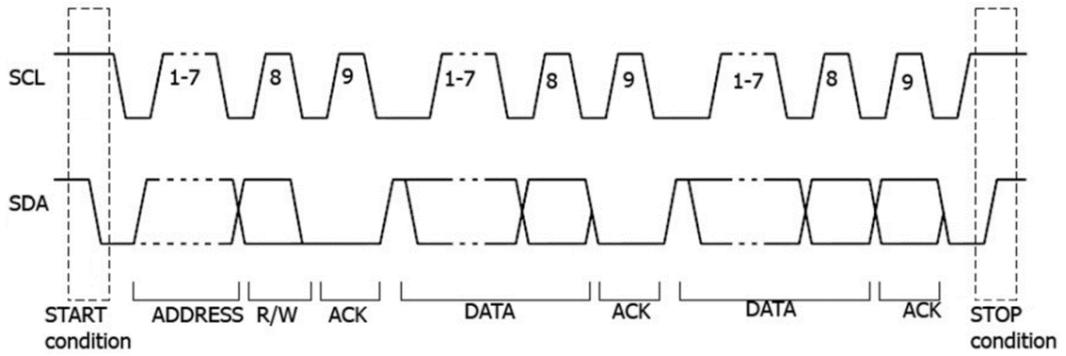 SCL
1-7 8 9 1-7 8 9 1-7 8 9
SDA
START
condition
ADDRESS R/W ACK DATA ACK DATA ACK
STOP
condition